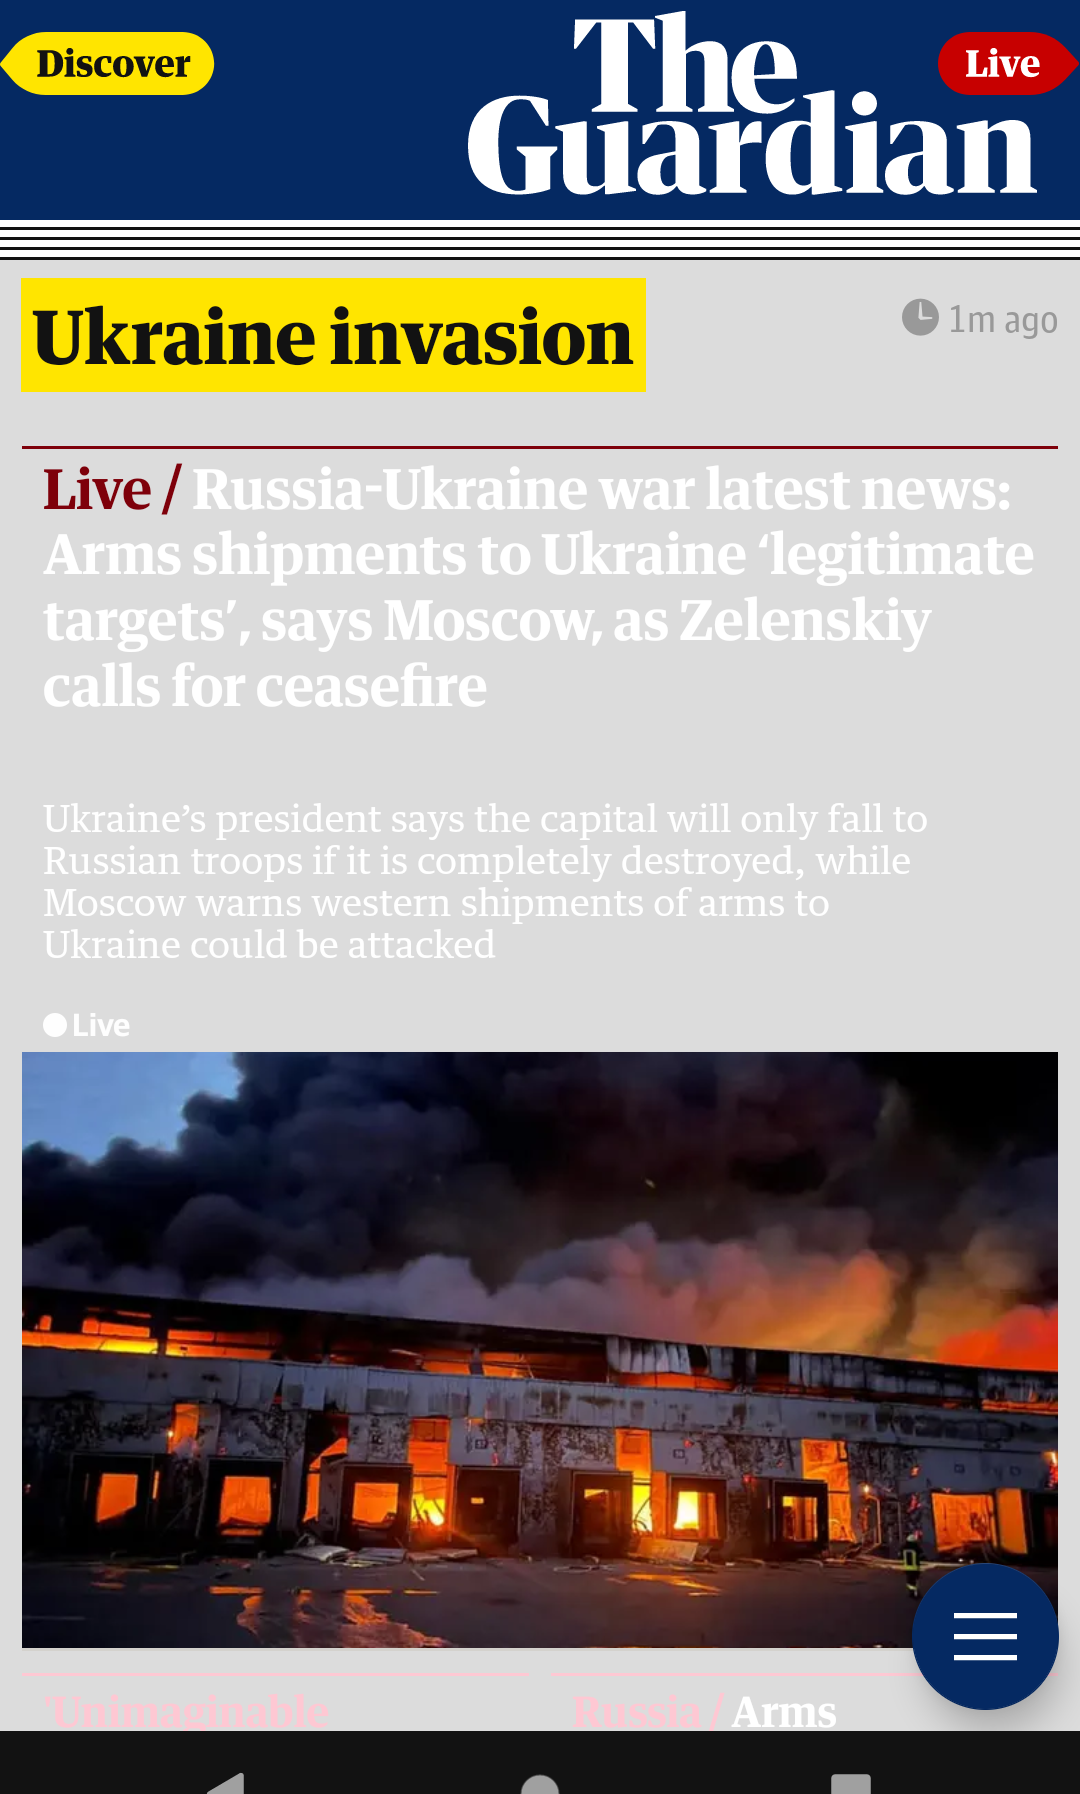 Discover
The
Guardian
Live
Ukraine invasion
1m ago
Live / Russia-Ukraine war latest news:
Arms shipments to Ukraine ‘legitimate
targets’, says Moscow, as Zelenskiy
calls for ceasefire
Ukraine’s president says the capital will only fall to
Russian troops if it is completely destroyed, while
Moscow warns western shipments of arms to
Ukraine could be attacked
Live
'Unimaginable
Russia / Arms